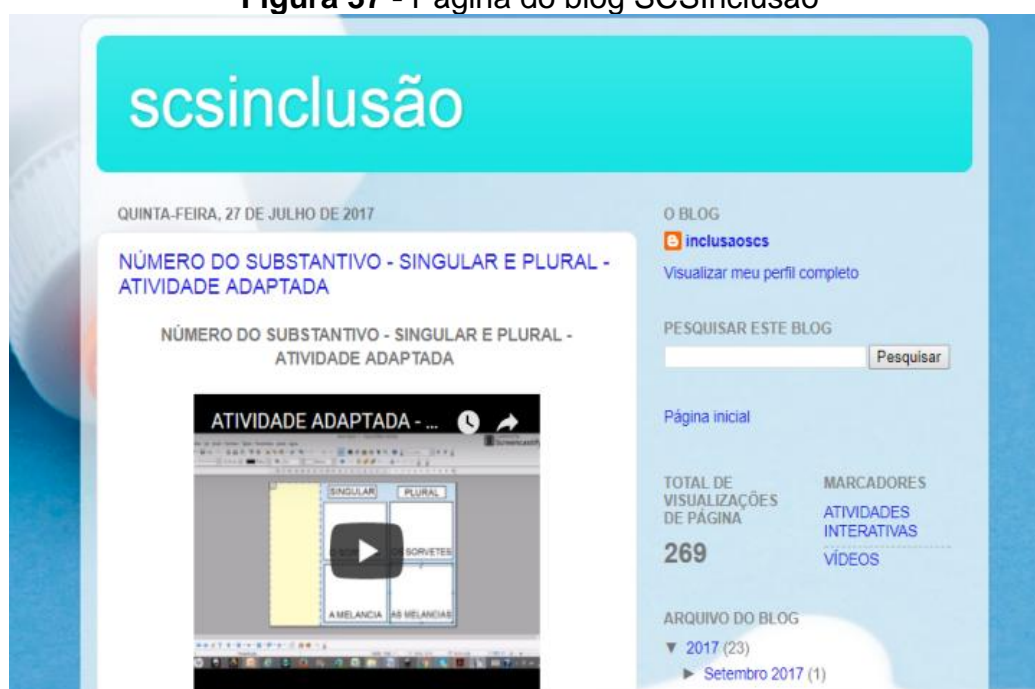 Figura 37 - Página do blog SCSInclusão
scsinclusão
QUINTA-FEIRA, 27 DE JULHO DE 2017
NÚMERO DO SUBSTANTIVO - SINGULAR E PLURAL -
ATIVIDADE ADAPTADA
NÚMERO DO SUBSTANTIVO - SINGULAR E PLURAL -
ATIVIDADE ADAPTADA
ATIVIDADE ADAPTADA - ...
SINGULAR PLURAL
SORVETES
A MELANCIA AS MELANCIAS
O BLOG
inclusaoscs
Visualizar meu perfil completo
PESQUISAR ESTE BLOG
Pesquisar
Página inicial
TOTAL DE
VISUALIZAÇÕES
DE PÁGINA
269
MARCADORES
ATIVIDADES
INTERATIVAS
VÍDEOS
ARQUIVO DO BLOG
▼ 2017 (23)
► Setembro 2017 (1)